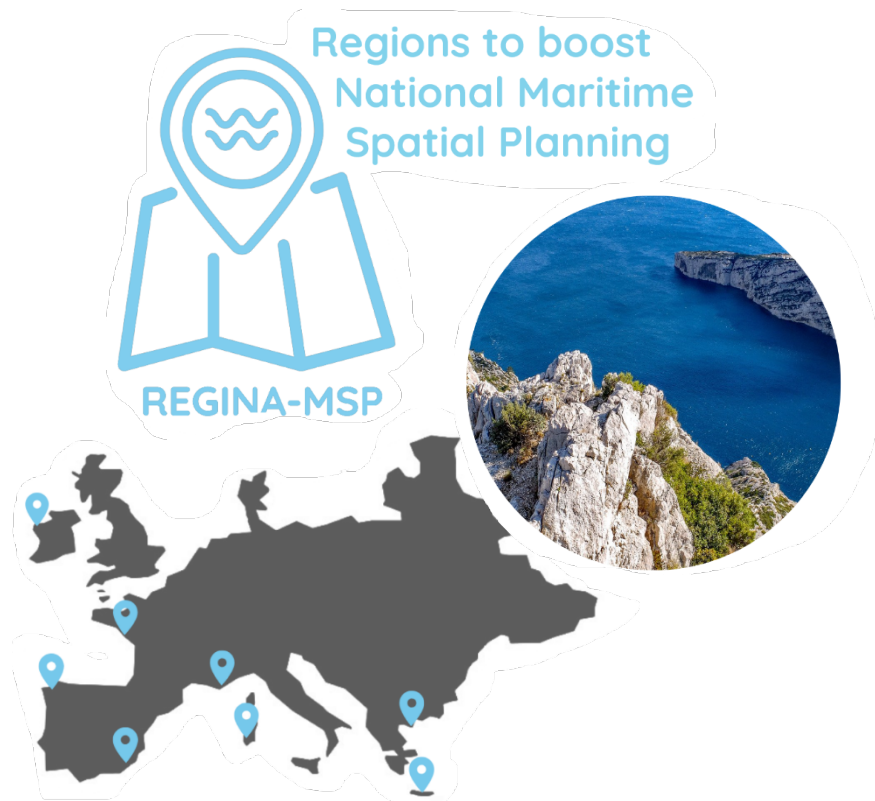 Regions to boost
National Maritime
Spatial Planning
REGINA-MSP